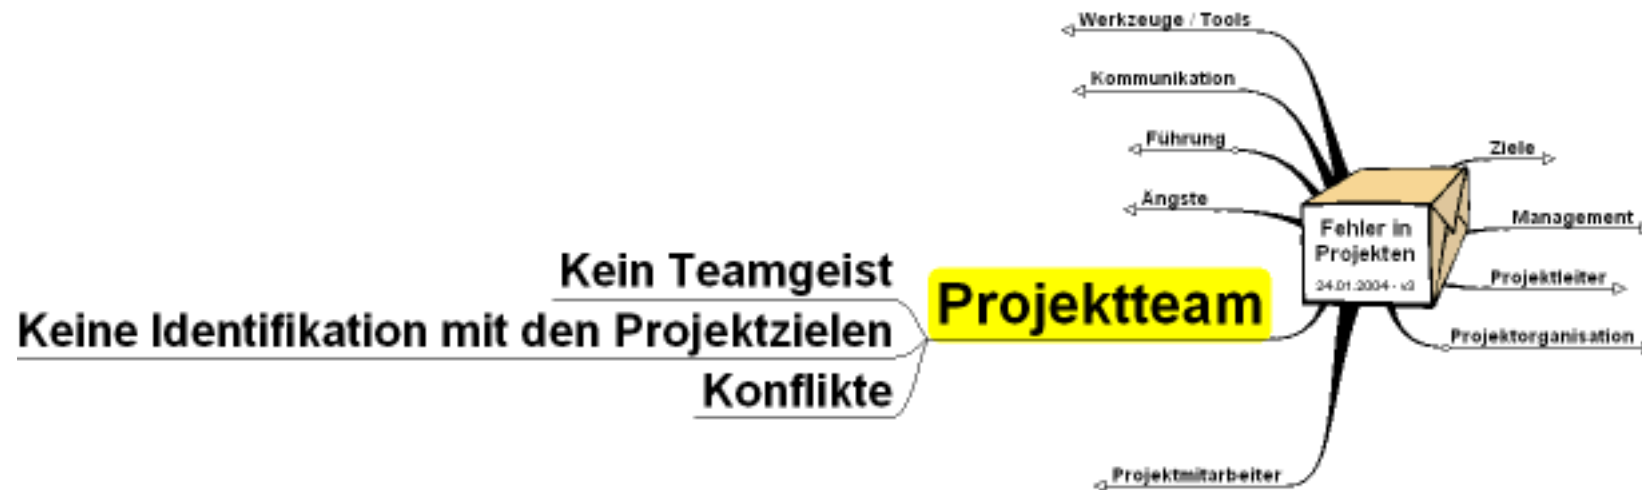 Werkzeuge / Tools
Kommunikation
Führung
Ängste
Kein Teamgeist
Keine Identifikation mit den Projektzielen
Konflikte
Projektteam
Projektmitarbeiter
Fehler in
Projekten
24.01.2004 - v3
Ziele
Management
Projektleiter
Projektorganisation